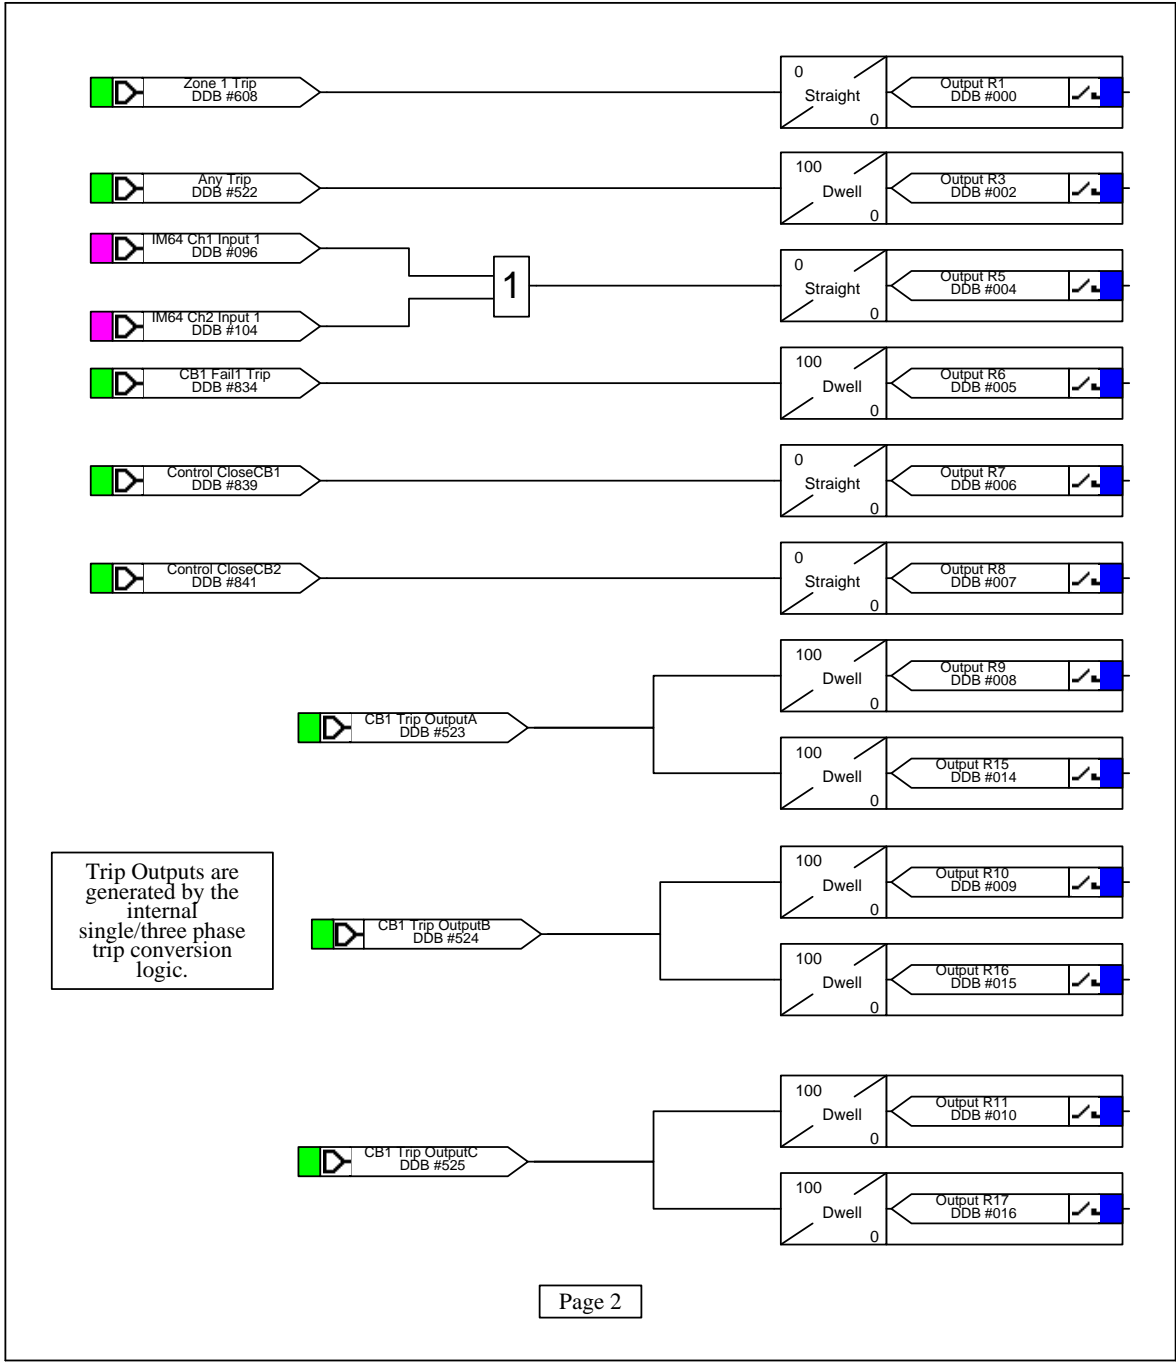 Zone 1 Trip
DDB #608
0
Straight
0
Output R1
DDB #000
Any Trip
DDB #522
100
Dwell
0
Output R3
DDB #002
IM64 Ch1 Input 1
DDB #096
IM64 Ch2 Input 1
DDB #104
1
0
Straight
0
Output R5
DDB #004
CB1 Fail1 Trip
DDB #834
100
Dwell
0
Output R6
DDB #005
Control CloseCB1
DDB #839
0
Straight
0
Output R7
DDB #006
Control CloseCB2
DDB #841
0
Straight
0
Output R8
DDB #007
CB1 Trip OutputA
DDB #523
100
Dwell
0
Output R9
DDB #008
100
Dwell
0
Output R15
DDB #014
Trip Outputs are
generated by the
internal
single/three phase
trip conversion
logic.
CB1 Trip OutputB
DDB #524
100
Dwell
0
Output R10
DDB #009
100
Dwell
0
Output R16
DDB #015
CB1 Trip OutputC
DDB #525
100
Dwell
0
Output R11
DDB #010
100
Dwell
0
Output R17
DDB #016
Page 2